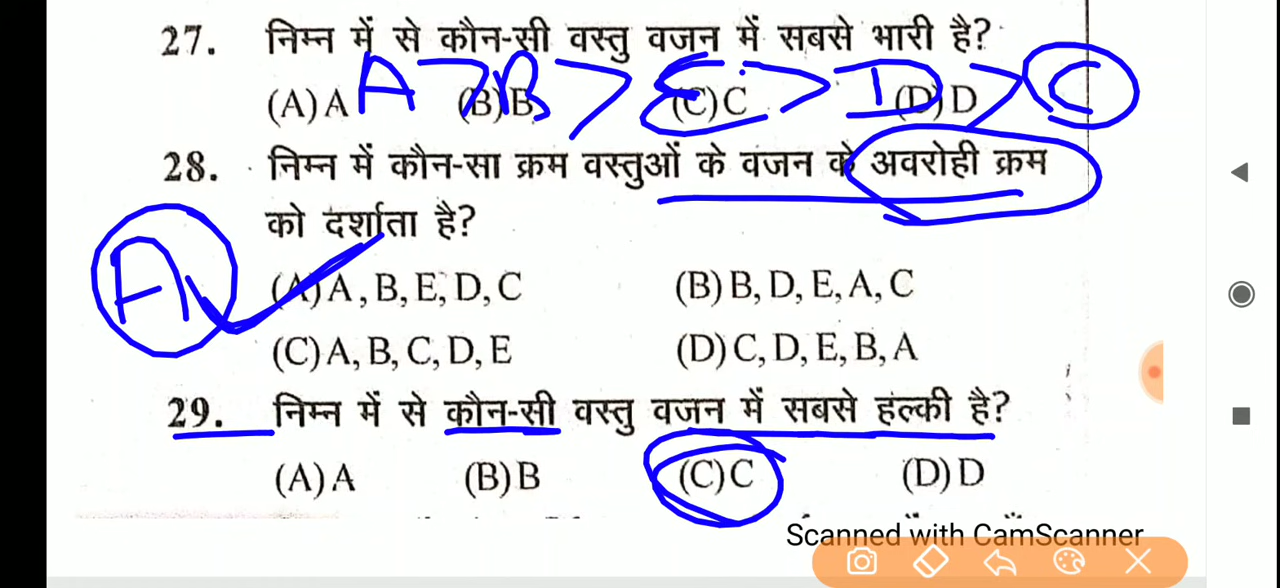 27. निम्न में से कौन-सी वस्तु वजन में सबसे भारी है?
A > B > E > D > C
(A) A (B) B (C) C (D) D
28. निम्न में कौन-सा क्रम वस्तुओं के वजन के अवरोही क्रम
को दर्शाता है?
A
(A) A, B, E, D, C (B) B, D, E, A, C
(C) A, B, C, D, E (D) C, D, E, B, A
29. निम्न में से कौन-सी वस्तु वजन में सबसे हल्की है?
(A) A (B) B (C) C (D) D
Scanned with CamScanner